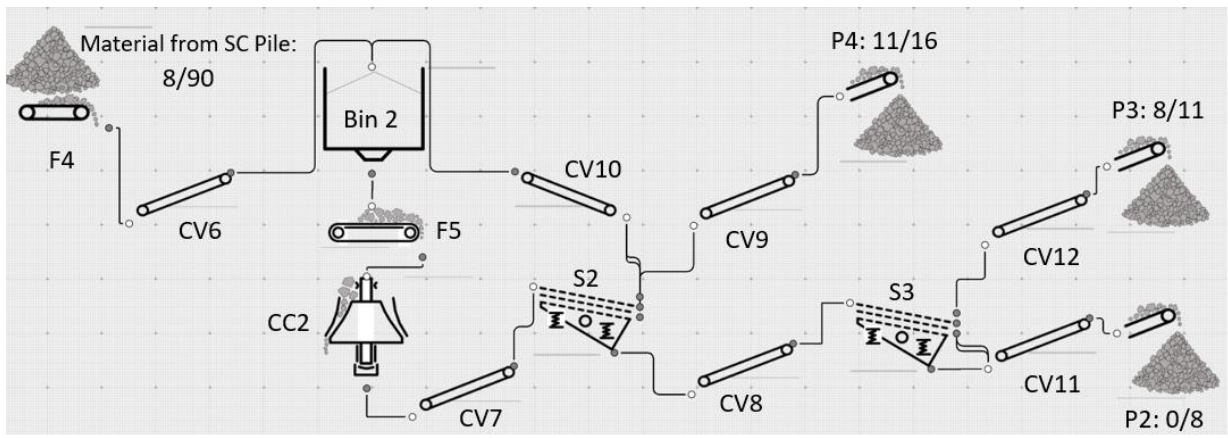 Material from SC Pile:
8/90
F4
CV6
Bin 2
F5
CC2
CV7
CV10
S2
CV9
P4: 11/16
CV8
S3
P3: 8/11
CV12
CV11
P2: 0/8